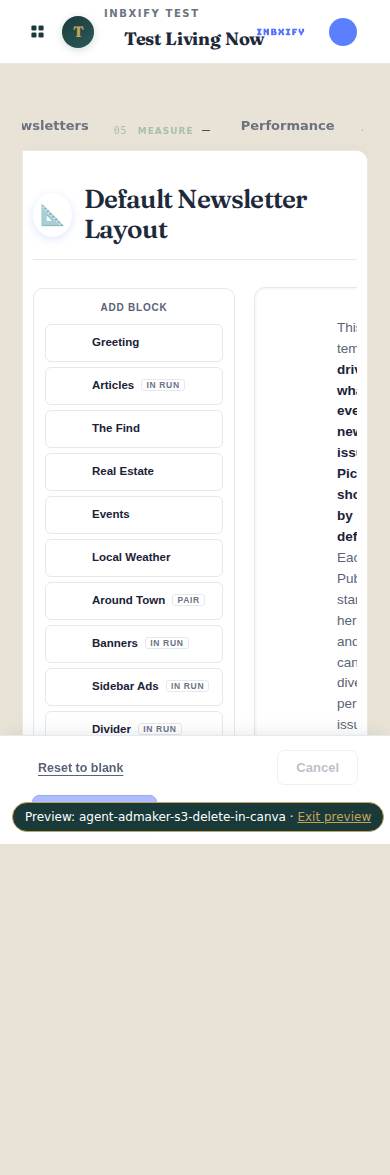 INBXIFY TEST
T
Test Living Now
INBXIFY
wsletters
05 MEASURE —
Performance
Default Newsletter
Layout
ADD BLOCK
Greeting
Articles IN RUN
The Find
Real Estate
Events
Local Weather
Around Town PAIR
Banners IN RUN
Sidebar Ads IN RUN
Divider IN RUN
This
tem
driv
wha
eve
nev
issu
Pic
sho
by
def
Eac
Pub
star
her
and
can
dive
per
issu
Reset to blank
Cancel
Preview: agent-admaker-s3-delete-in-canva · Exit preview